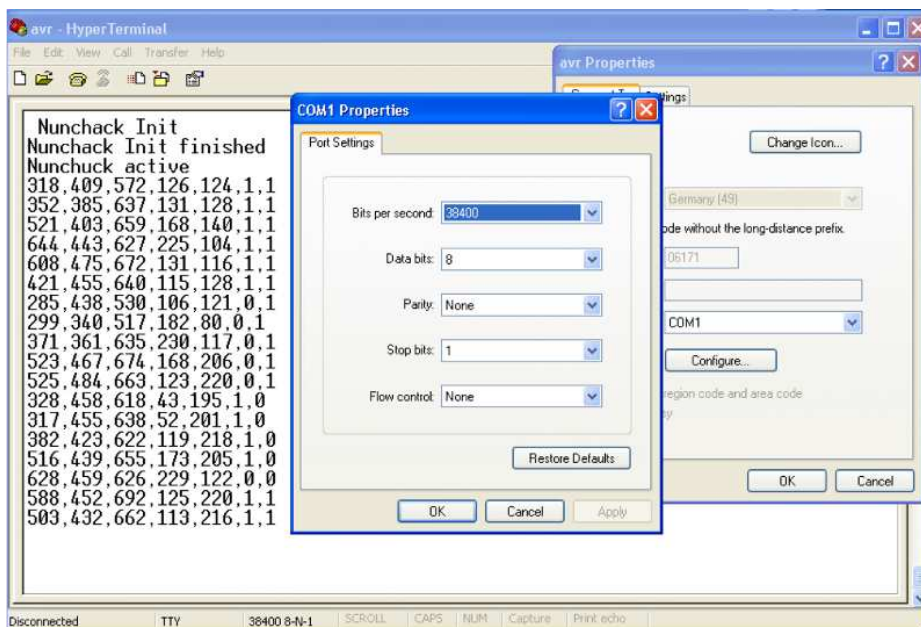 avr - HyperTerminal
File Edit View Call Transfer Help
avr Properties
Settings
Change Icon...
Germany (49)
code without the long-distance prefix.
06171
COM1
Configure...
region code and area code
OK Cancel
COM1 Properties
Port Settings
Bits per second: 38400
Data bits: 8
Parity: None
Stop bits: 1
Flow control: None
Restore Defaults
OK Cancel Apply
Nunchack Init
Nunchack Init finished
Nunchuck active
318,409,572,126,124,1,1
352,385,637,131,128,1,1
521,403,659,168,140,1,1
644,443,627,225,104,1,1
608,475,672,131,116,1,1
421,455,640,115,128,1,1
285,438,530,106,121,0,1
299,340,517,182,80,0,1
371,361,635,230,117,0,1
523,467,674,168,206,0,1
525,484,663,123,220,0,1
328,458,618,43,195,1,0
317,455,638,52,201,1,0
382,423,622,119,218,1,0
516,439,655,173,205,1,0
628,459,626,229,122,0,0
588,452,692,125,220,1,1
503,432,662,113,216,1,1
Disconnected TTY 38400 8-N-1 SCROLL CAPS NUM Capture Print echo